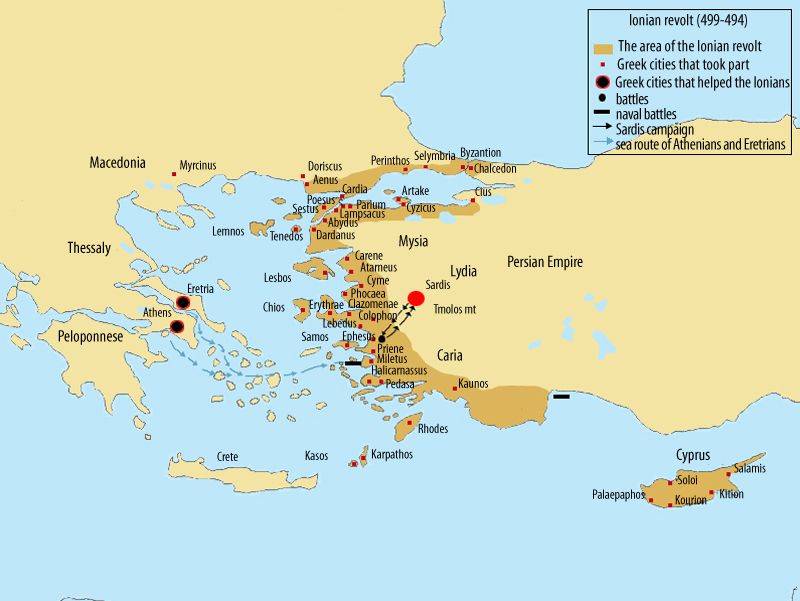 Ionian revolt (499-494)
The area of the Ionian revolt
Greek cities that took part
Greek cities that helped the Ionians
battles
naval battles
Sardis campaign
sea route of Athenians and Eretrians
Macedonia
Myrcinus
Doriscus
Aenus
Perinthos
Selymbria
Byzantion
Chalcedon
Cardia
Poesus
Sestus
Parium
Lampsacus
Abydus
Dardanus
Artake
Cyzicus
Cius
Lemnos
Tenedos
Thessaly
Mysia
Carene
Atarneus
Lesbos
Cyme
Lydia
Persian Empire
Sardis
Eretria
Phocaea
Chios
Erythrae
Clazomenae
Tmolos mt
Athens
Colophon
Lebedus
Peloponnese
Samos
Ephesus
Priene
Miletus
Caria
Halicarnassus
Pedasa
Kaunos
Rhodes
Crete
Kasos
Karpathos
Cyprus
Salamis
Soloi
Palaepaphos
Kourion
Kition